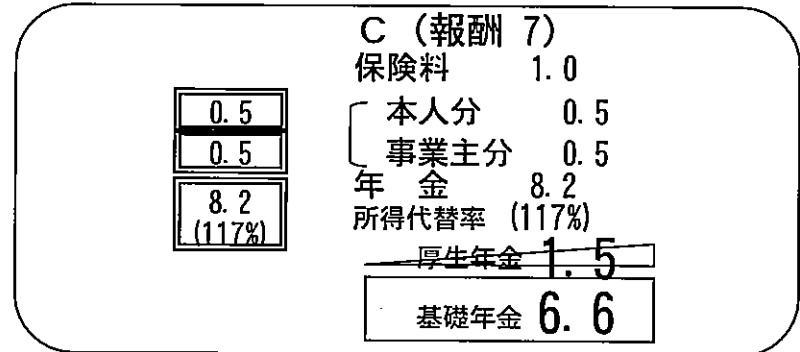 C （報酬 7）
保険料 1.0
0.5
本人分 0.5
0.5
事業主分 0.5
8.2
(117%)
年 金 8.2
所得代替率 (117%)
厚生年金 1.5
基礎年金 6.6